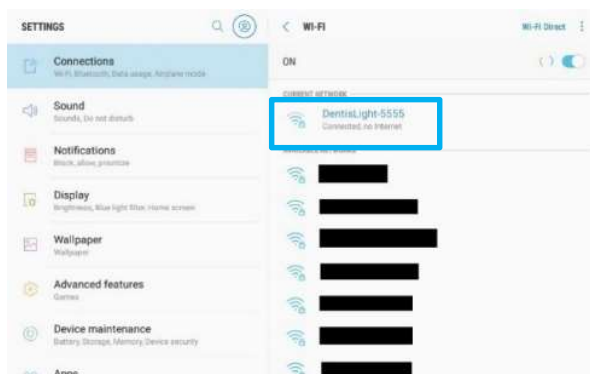 SETTINGS
Connections
Wi-Fi, Bluetooth, Data usage, Airplane mode
Sound
Sounds, Do not disturb
Notifications
Block, allow, prioritize
Display
Brightness, Blue light filter, Home screen
Wallpaper
Wallpaper
Advanced features
Games
Device maintenance
Battery, Storage, Memory, Device security
Apps
WI-FI
Wi-Fi Direct
ON
CURRENT NETWORK
DentisLight-5555
Connected, no Internet
AVAILABLE NETWORKS